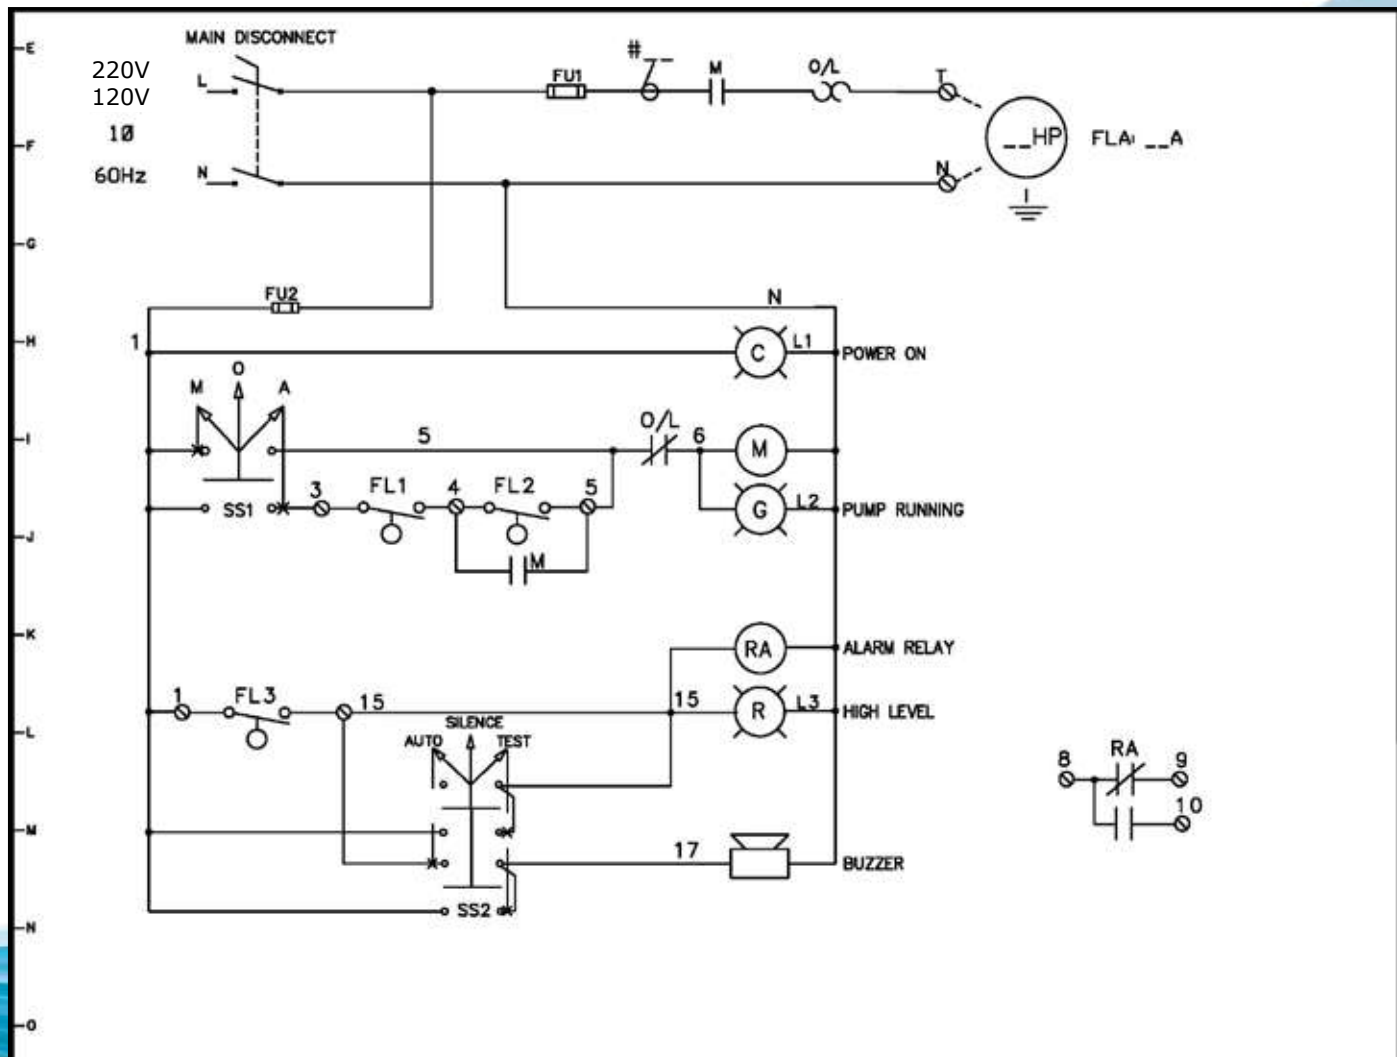 E
MAIN DISCONNECT
#__
M
O/L
T
220V
L
FU1
120V
1Ø
__HP
FLA: __A
F
60Hz
N
N
G
FU2
N
H
1
C
L1
POWER ON
M
O
A
I
5
O/L
6
M
3
FL1
4
FL2
5
SS1
G
L2
PUMP RUNNING
J
M
K
RA
ALARM RELAY
1
FL3
15
15
R
L3
HIGH LEVEL
L
SILENCE
AUTO
TEST
8
RA
9
10
M
17
BUZZER
SS2
N
O